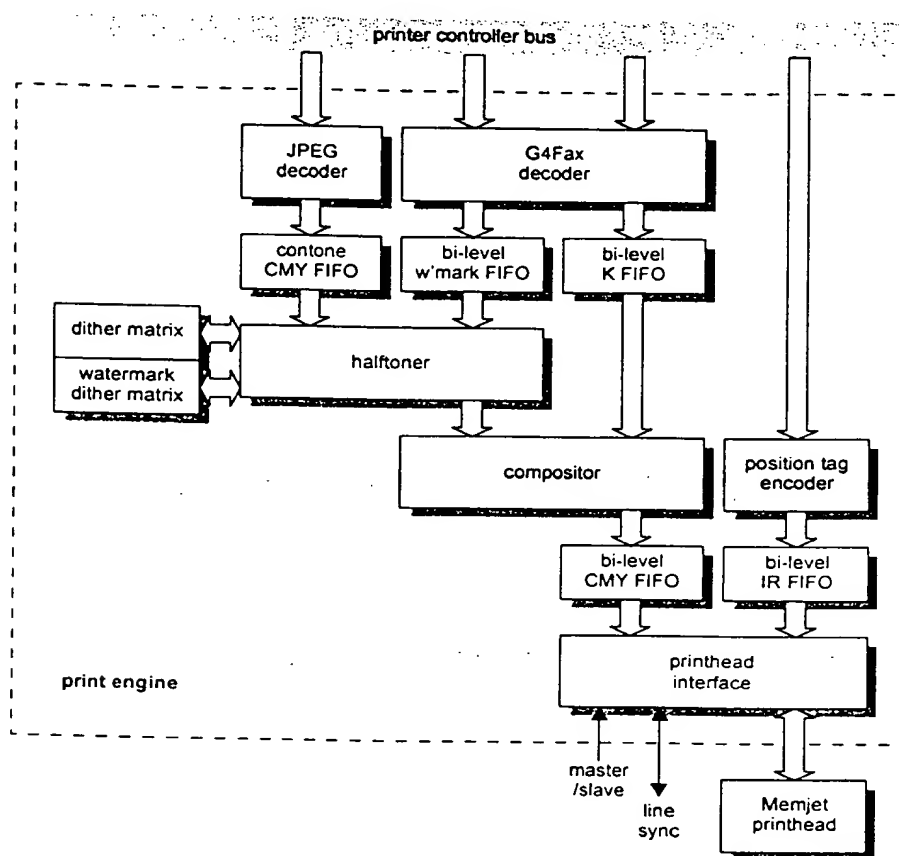 printer controller bus
JPEG
decoder
G4Fax
decoder
contone
CMY FIFO
bi-level
w'mark FIFO
bi-level
K FIFO
dither matrix
watermark
dither matrix
halftoner
compositor
position tag
encoder
bi-level
CMY FIFO
bi-level
IR FIFO
printhead
interface
print engine
master
/slave
line
sync
Memjet
printhead